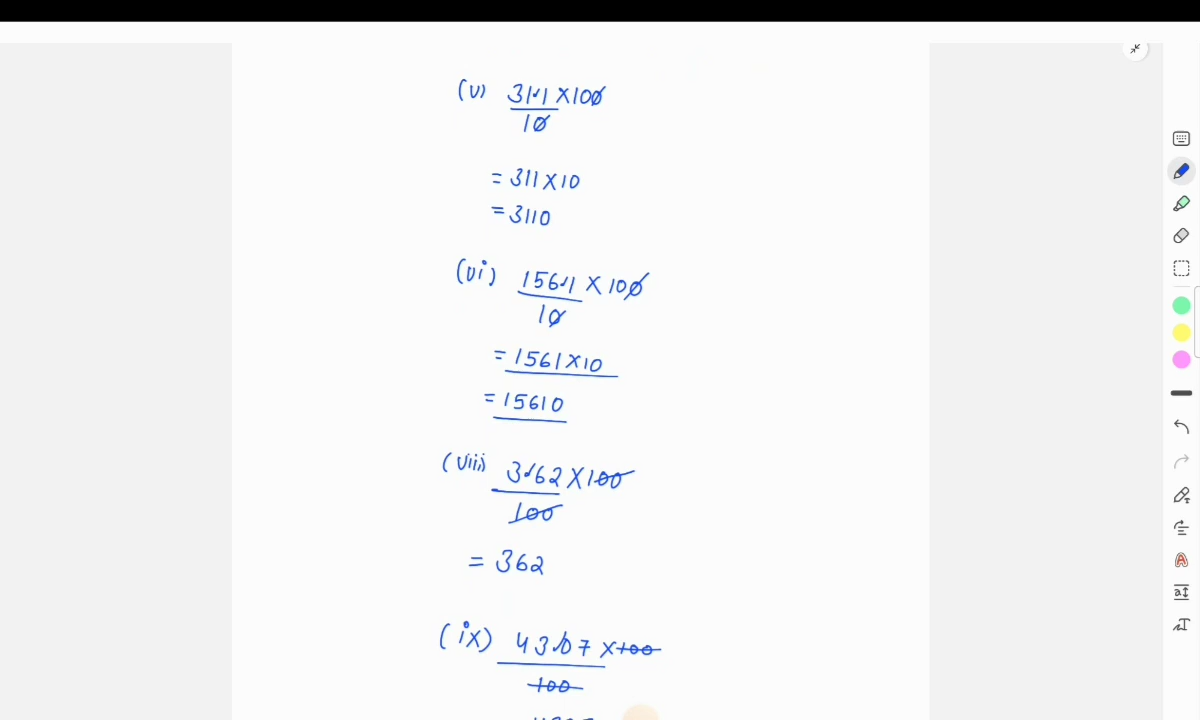 (v) 31.1 × 100
10
= 311 × 10
= 3110
(vi) 156.1 × 100
10
= 1561 × 10
= 15610
(viii) 3.62 × 100
100
= 362
(ix) 43.07 × 100
100